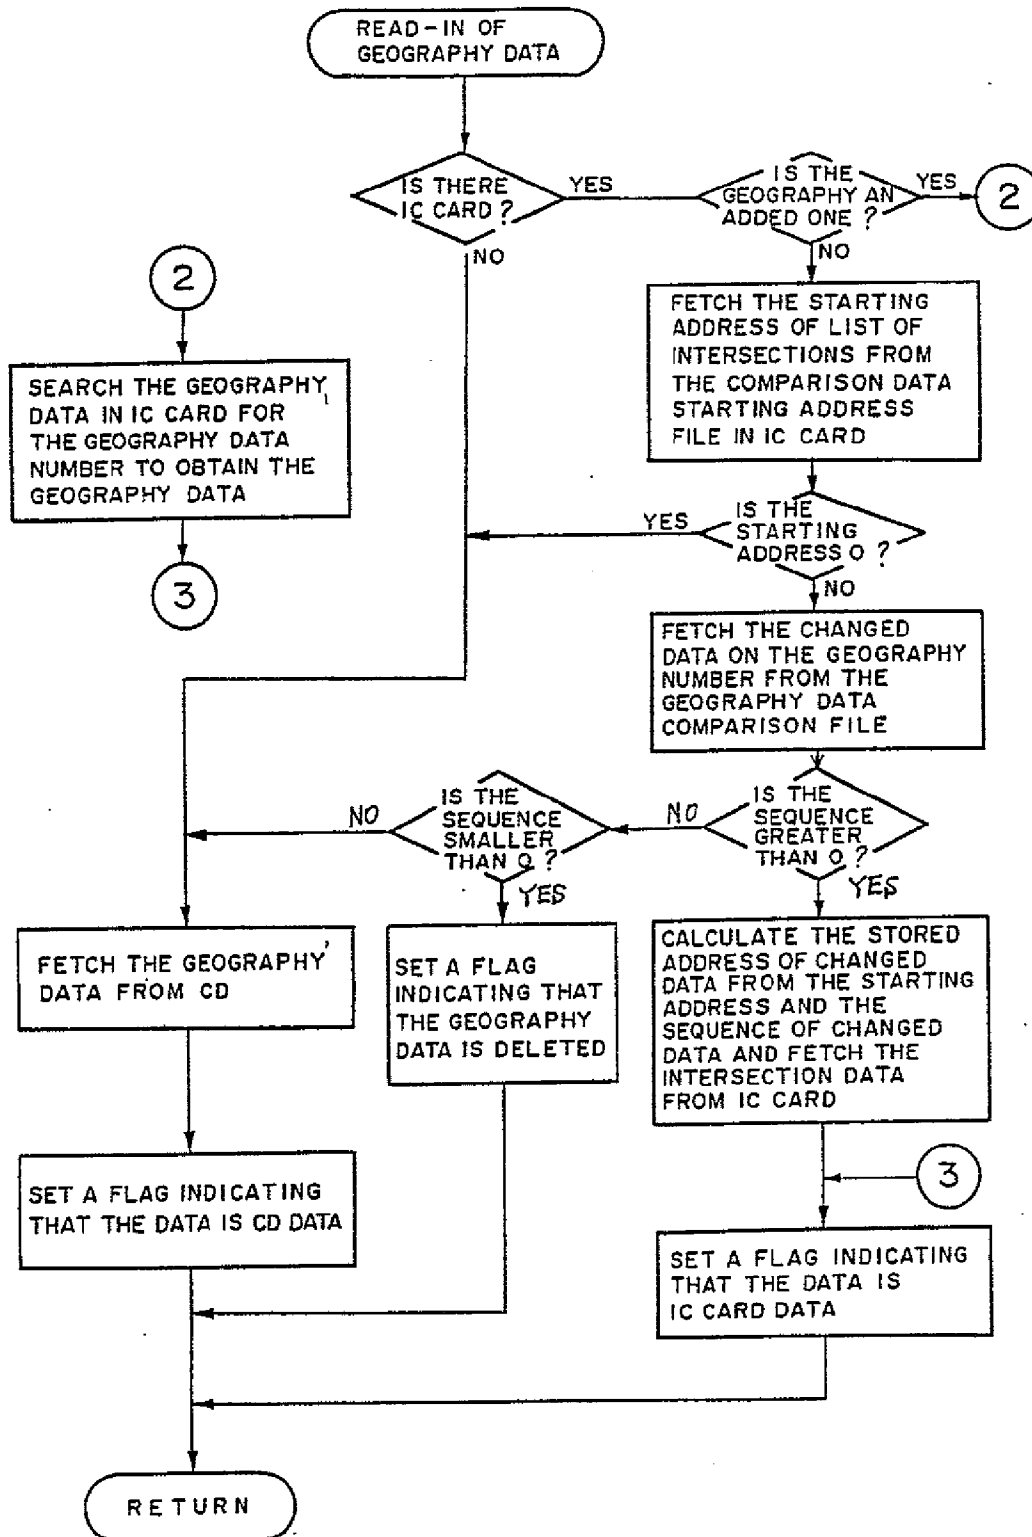 READ-IN OF
GEOGRAPHY DATA
IS THERE
IC CARD?
YES
NO
IS THE
GEOGRAPHY AN
ADDED ONE?
YES
2
NO
FETCH THE STARTING
ADDRESS OF LIST OF
INTERSECTIONS FROM
THE COMPARISON DATA
STARTING ADDRESS
FILE IN IC CARD
2
SEARCH THE GEOGRAPHY
DATA IN IC CARD FOR
THE GEOGRAPHY DATA
NUMBER TO OBTAIN THE
GEOGRAPHY DATA
3
YES
IS THE
STARTING
ADDRESS 0 ?
NO
FETCH THE CHANGED
DATA ON THE GEOGRAPHY
NUMBER FROM THE
GEOGRAPHY DATA
COMPARISON FILE
NO
IS THE
SEQUENCE
SMALLER
THAN 0 ?
YES
NO
IS THE
SEQUENCE
GREATER
THAN 0 ?
YES
FETCH THE GEOGRAPHY
DATA FROM CD
SET A FLAG
INDICATING THAT
THE GEOGRAPHY
DATA IS DELETED
CALCULATE THE STORED
ADDRESS OF CHANGED
DATA FROM THE STARTING
ADDRESS AND THE
SEQUENCE OF CHANGED
DATA AND FETCH THE
INTERSECTION DATA
FROM IC CARD
3
SET A FLAG INDICATING
THAT THE DATA IS CD DATA
SET A FLAG INDICATING
THAT THE DATA IS
IC CARD DATA
RETURN